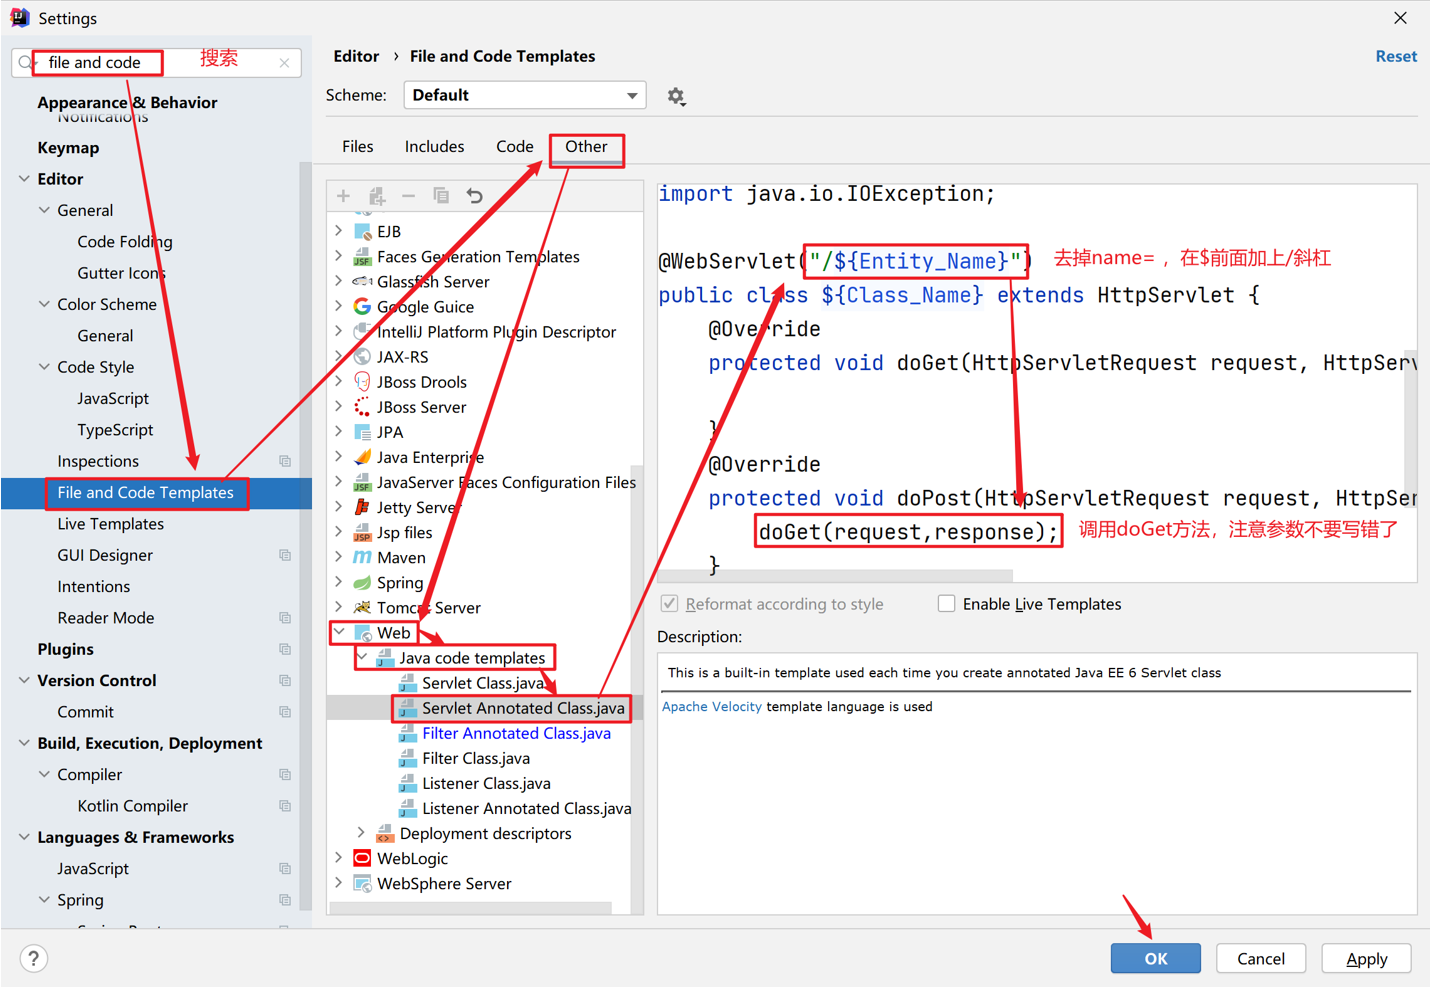 Settings
file and code
搜索
Appearance & Behavior
Notifications
Keymap
Editor
General
Code Folding
Gutter Icons
Color Scheme
General
Code Style
JavaScript
TypeScript
Inspections
File and Code Templates
Live Templates
GUI Designer
Intentions
Reader Mode
Plugins
Version Control
Commit
Build, Execution, Deployment
Compiler
Kotlin Compiler
Languages & Frameworks
JavaScript
Spring
Editor › File and Code Templates
Reset
Scheme: Default
Files Includes Code Other
EJB
Faces Generation Templates
Glassfish Server
Google Guice
IntelliJ Platform Plugin Descriptor
JAX-RS
JBoss Drools
JBoss Server
JPA
Java Enterprise
JavaServer Faces Configuration Files
Jetty Server
Jsp files
Maven
Spring
Tomcat Server
Web
Java code templates
Servlet Class.java
Servlet Annotated Class.java
Filter Annotated Class.java
Filter Class.java
Listener Class.java
Listener Annotated Class.java
Deployment descriptors
WebLogic
WebSphere Server
import java.io.IOException;
@WebServlet("/${Entity_Name}")
去掉name= ，在$前面加上/斜杠
public class ${Class_Name} extends HttpServlet {
@Override
protected void doGet(HttpServletRequest request, HttpServ
}
@Override
protected void doPost(HttpServletRequest request, HttpSe
doGet(request,response);
调用doGet方法，注意参数不要写错了
}
Reformat according to style
Enable Live Templates
Description:
This is a built-in template used each time you create annotated Java EE 6 Servlet class
Apache Velocity template language is used
?
OK
Cancel
Apply